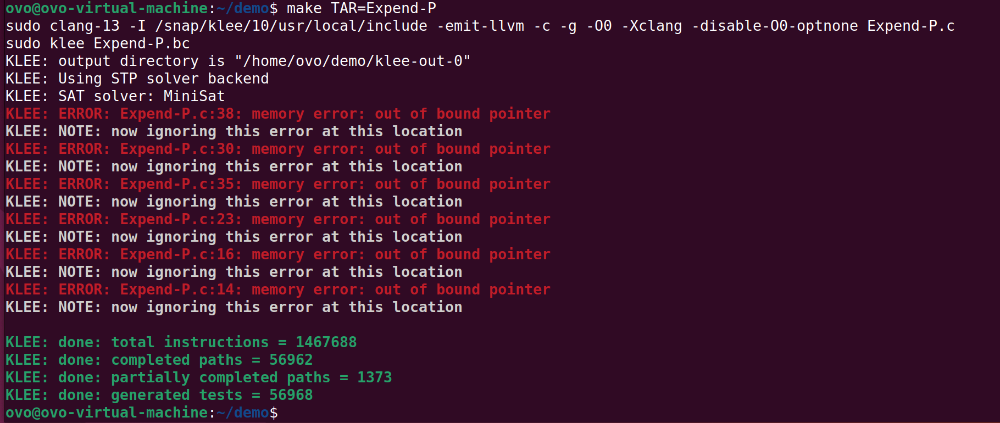 ovo@ovo-virtual-machine:~/demo$ make TAR=Expend-P
sudo clang-13 -I /snap/klee/10/usr/local/include -emit-llvm -c -g -O0 -Xclang -disable-O0-optnone Expend-P.c
sudo klee Expend-P.bc
KLEE: output directory is "/home/ovo/demo/klee-out-0"
KLEE: Using STP solver backend
KLEE: SAT solver: MiniSat
KLEE: ERROR: Expend-P.c:38: memory error: out of bound pointer
KLEE: NOTE: now ignoring this error at this location
KLEE: ERROR: Expend-P.c:30: memory error: out of bound pointer
KLEE: NOTE: now ignoring this error at this location
KLEE: ERROR: Expend-P.c:35: memory error: out of bound pointer
KLEE: NOTE: now ignoring this error at this location
KLEE: ERROR: Expend-P.c:23: memory error: out of bound pointer
KLEE: NOTE: now ignoring this error at this location
KLEE: ERROR: Expend-P.c:16: memory error: out of bound pointer
KLEE: NOTE: now ignoring this error at this location
KLEE: ERROR: Expend-P.c:14: memory error: out of bound pointer
KLEE: NOTE: now ignoring this error at this location
KLEE: done: total instructions = 1467688
KLEE: done: completed paths = 56962
KLEE: done: partially completed paths = 1373
KLEE: done: generated tests = 56968
ovo@ovo-virtual-machine:~/demo$